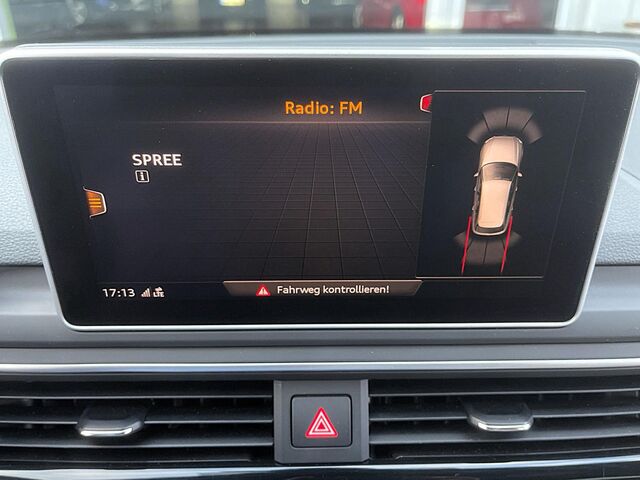 Radio: FM
SPREE
i
17:13 LTE
Fahrweg kontrollieren!